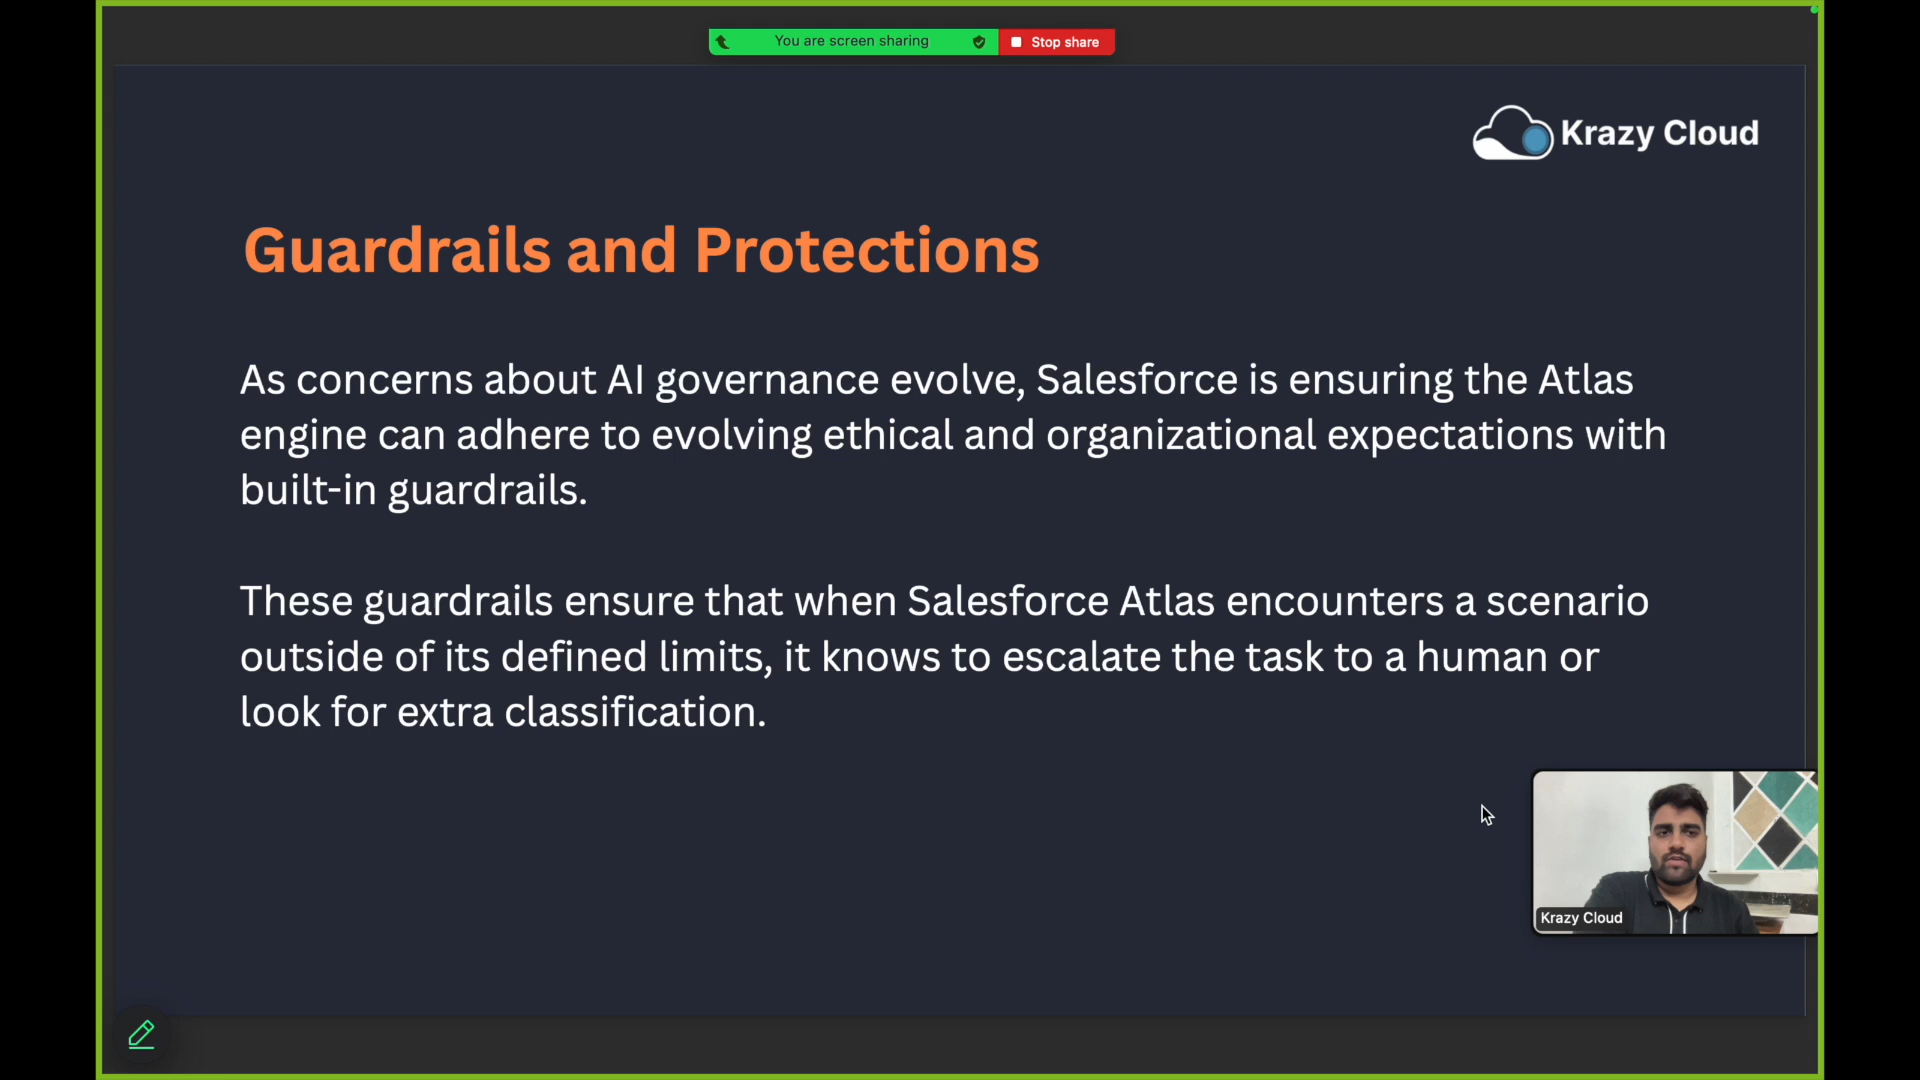 You are screen sharing
Stop share
Krazy Cloud
Guardrails and Protections
As concerns about AI governance evolve, Salesforce is ensuring the Atlas
engine can adhere to evolving ethical and organizational expectations with
built-in guardrails.
These guardrails ensure that when Salesforce Atlas encounters a scenario
outside of its defined limits, it knows to escalate the task to a human or
look for extra classification.
Krazy Cloud